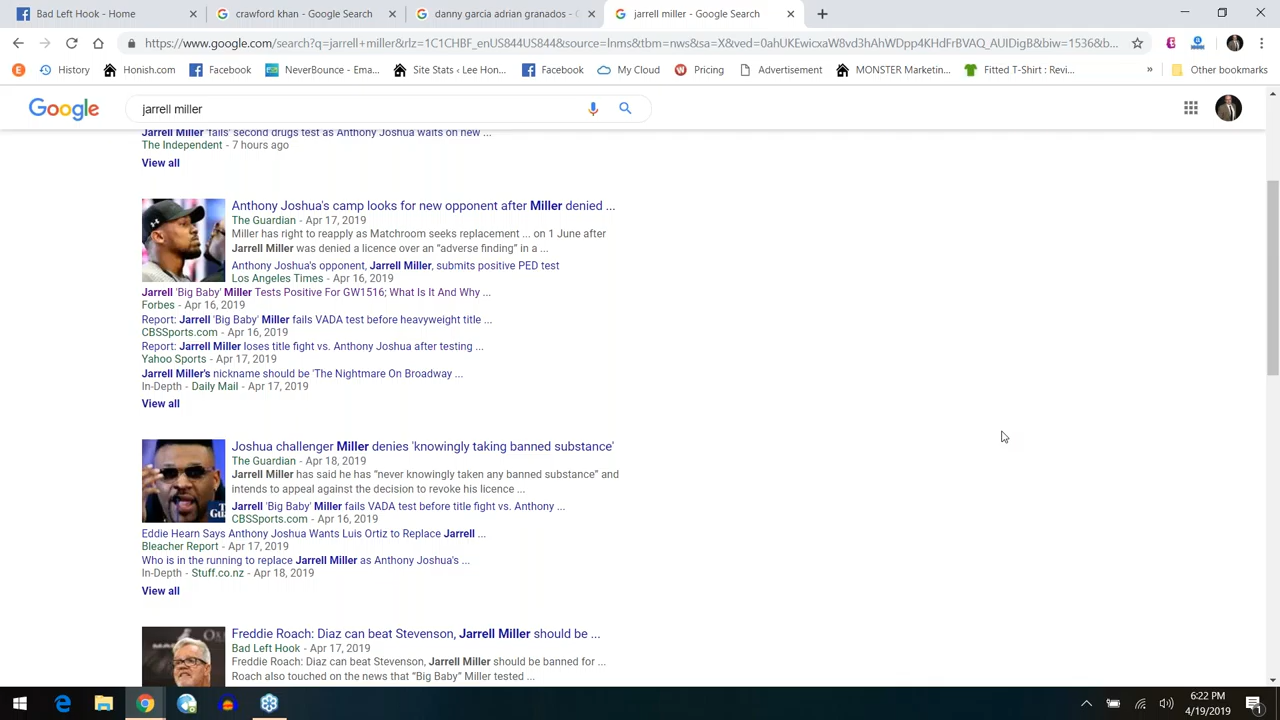 Bad Left Hook - Home
crawford khan - Google Search
danny garcia adrian granados - G
jarrell miller - Google Search
https://www.google.com/search?q=jarrell+miller&rlz=1C1CHBF_enUS844US844&source=lnms&tbm=nws&sa=X&ved=0ahUKEwicxaW8vd3hAhWDpp4KHdFrBVAQ_AUIDigB&biw=1536&b...
History
Honish.com
Facebook
NeverBounce - Ema...
Site Stats ‹ Lee Hon...
Facebook
My Cloud
Pricing
Advertisement
MONSTER Marketin...
Fitted T-Shirt : Revi...
»
Other bookmarks
Google
jarrell miller
Jarrell Miller 'fails' second drugs test as Anthony Joshua waits on new ...
The Independent - 7 hours ago
View all
Anthony Joshua's camp looks for new opponent after Miller denied ...
The Guardian - Apr 17, 2019
Miller has right to reapply as Matchroom seeks replacement ... on 1 June after
Jarrell Miller was denied a licence over an "adverse finding" in a ...
Anthony Joshua's opponent, Jarrell Miller, submits positive PED test
Los Angeles Times - Apr 16, 2019
Jarrell 'Big Baby' Miller Tests Positive For GW1516; What Is It And Why ...
Forbes - Apr 16, 2019
Report: Jarrell 'Big Baby' Miller fails VADA test before heavyweight title ...
CBSSports.com - Apr 16, 2019
Report: Jarrell Miller loses title fight vs. Anthony Joshua after testing ...
Yahoo Sports - Apr 17, 2019
Jarrell Miller's nickname should be 'The Nightmare On Broadway ...
In-Depth - Daily Mail - Apr 17, 2019
View all
Joshua challenger Miller denies 'knowingly taking banned substance'
The Guardian - Apr 18, 2019
Jarrell Miller has said he has "never knowingly taken any banned substance" and
intends to appeal against the decision to revoke his licence ...
Jarrell 'Big Baby' Miller fails VADA test before title fight vs. Anthony ...
CBSSports.com - Apr 16, 2019
Eddie Hearn Says Anthony Joshua Wants Luis Ortiz to Replace Jarrell ...
Bleacher Report - Apr 17, 2019
Who is in the running to replace Jarrell Miller as Anthony Joshua's ...
In-Depth - Stuff.co.nz - Apr 18, 2019
View all
Freddie Roach: Diaz can beat Stevenson, Jarrell Miller should be ...
Bad Left Hook - Apr 17, 2019
Freddie Roach: Diaz can beat Stevenson, Jarrell Miller should be banned for ...
Roach also touched on the news that "Big Baby" Miller tested ...
6:22 PM
4/19/2019